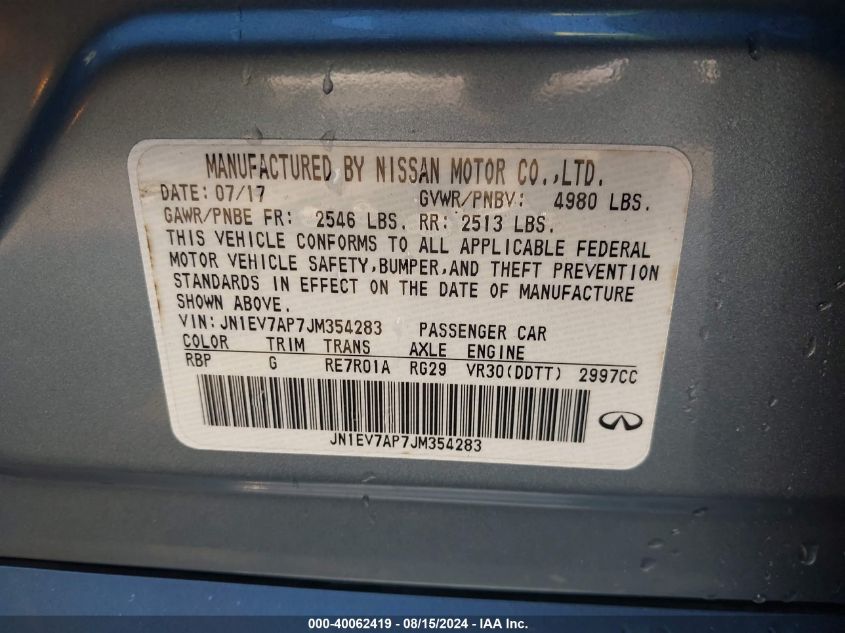 MANUFACTURED BY NISSAN MOTOR CO.,LTD.
DATE: 07/17 GVWR/PNBV: 4980 LBS.
GAWR/PNBE FR: 2546 LBS. RR: 2513 LBS.
THIS VEHICLE CONFORMS TO ALL APPLICABLE FEDERAL
MOTOR VEHICLE SAFETY,BUMPER,AND THEFT PREVENTION
STANDARDS IN EFFECT ON THE DATE OF MANUFACTURE
SHOWN ABOVE.
VIN:JN1EV7AP7JM354283 PASSENGER CAR
COLOR TRIM TRANS AXLE ENGINE
RBP G RE7R01A RG29 VR30(DDTT) 2997CC
JN1EV7AP7JM354283
000-40062419 - 08/15/2024 - IAA Inc.